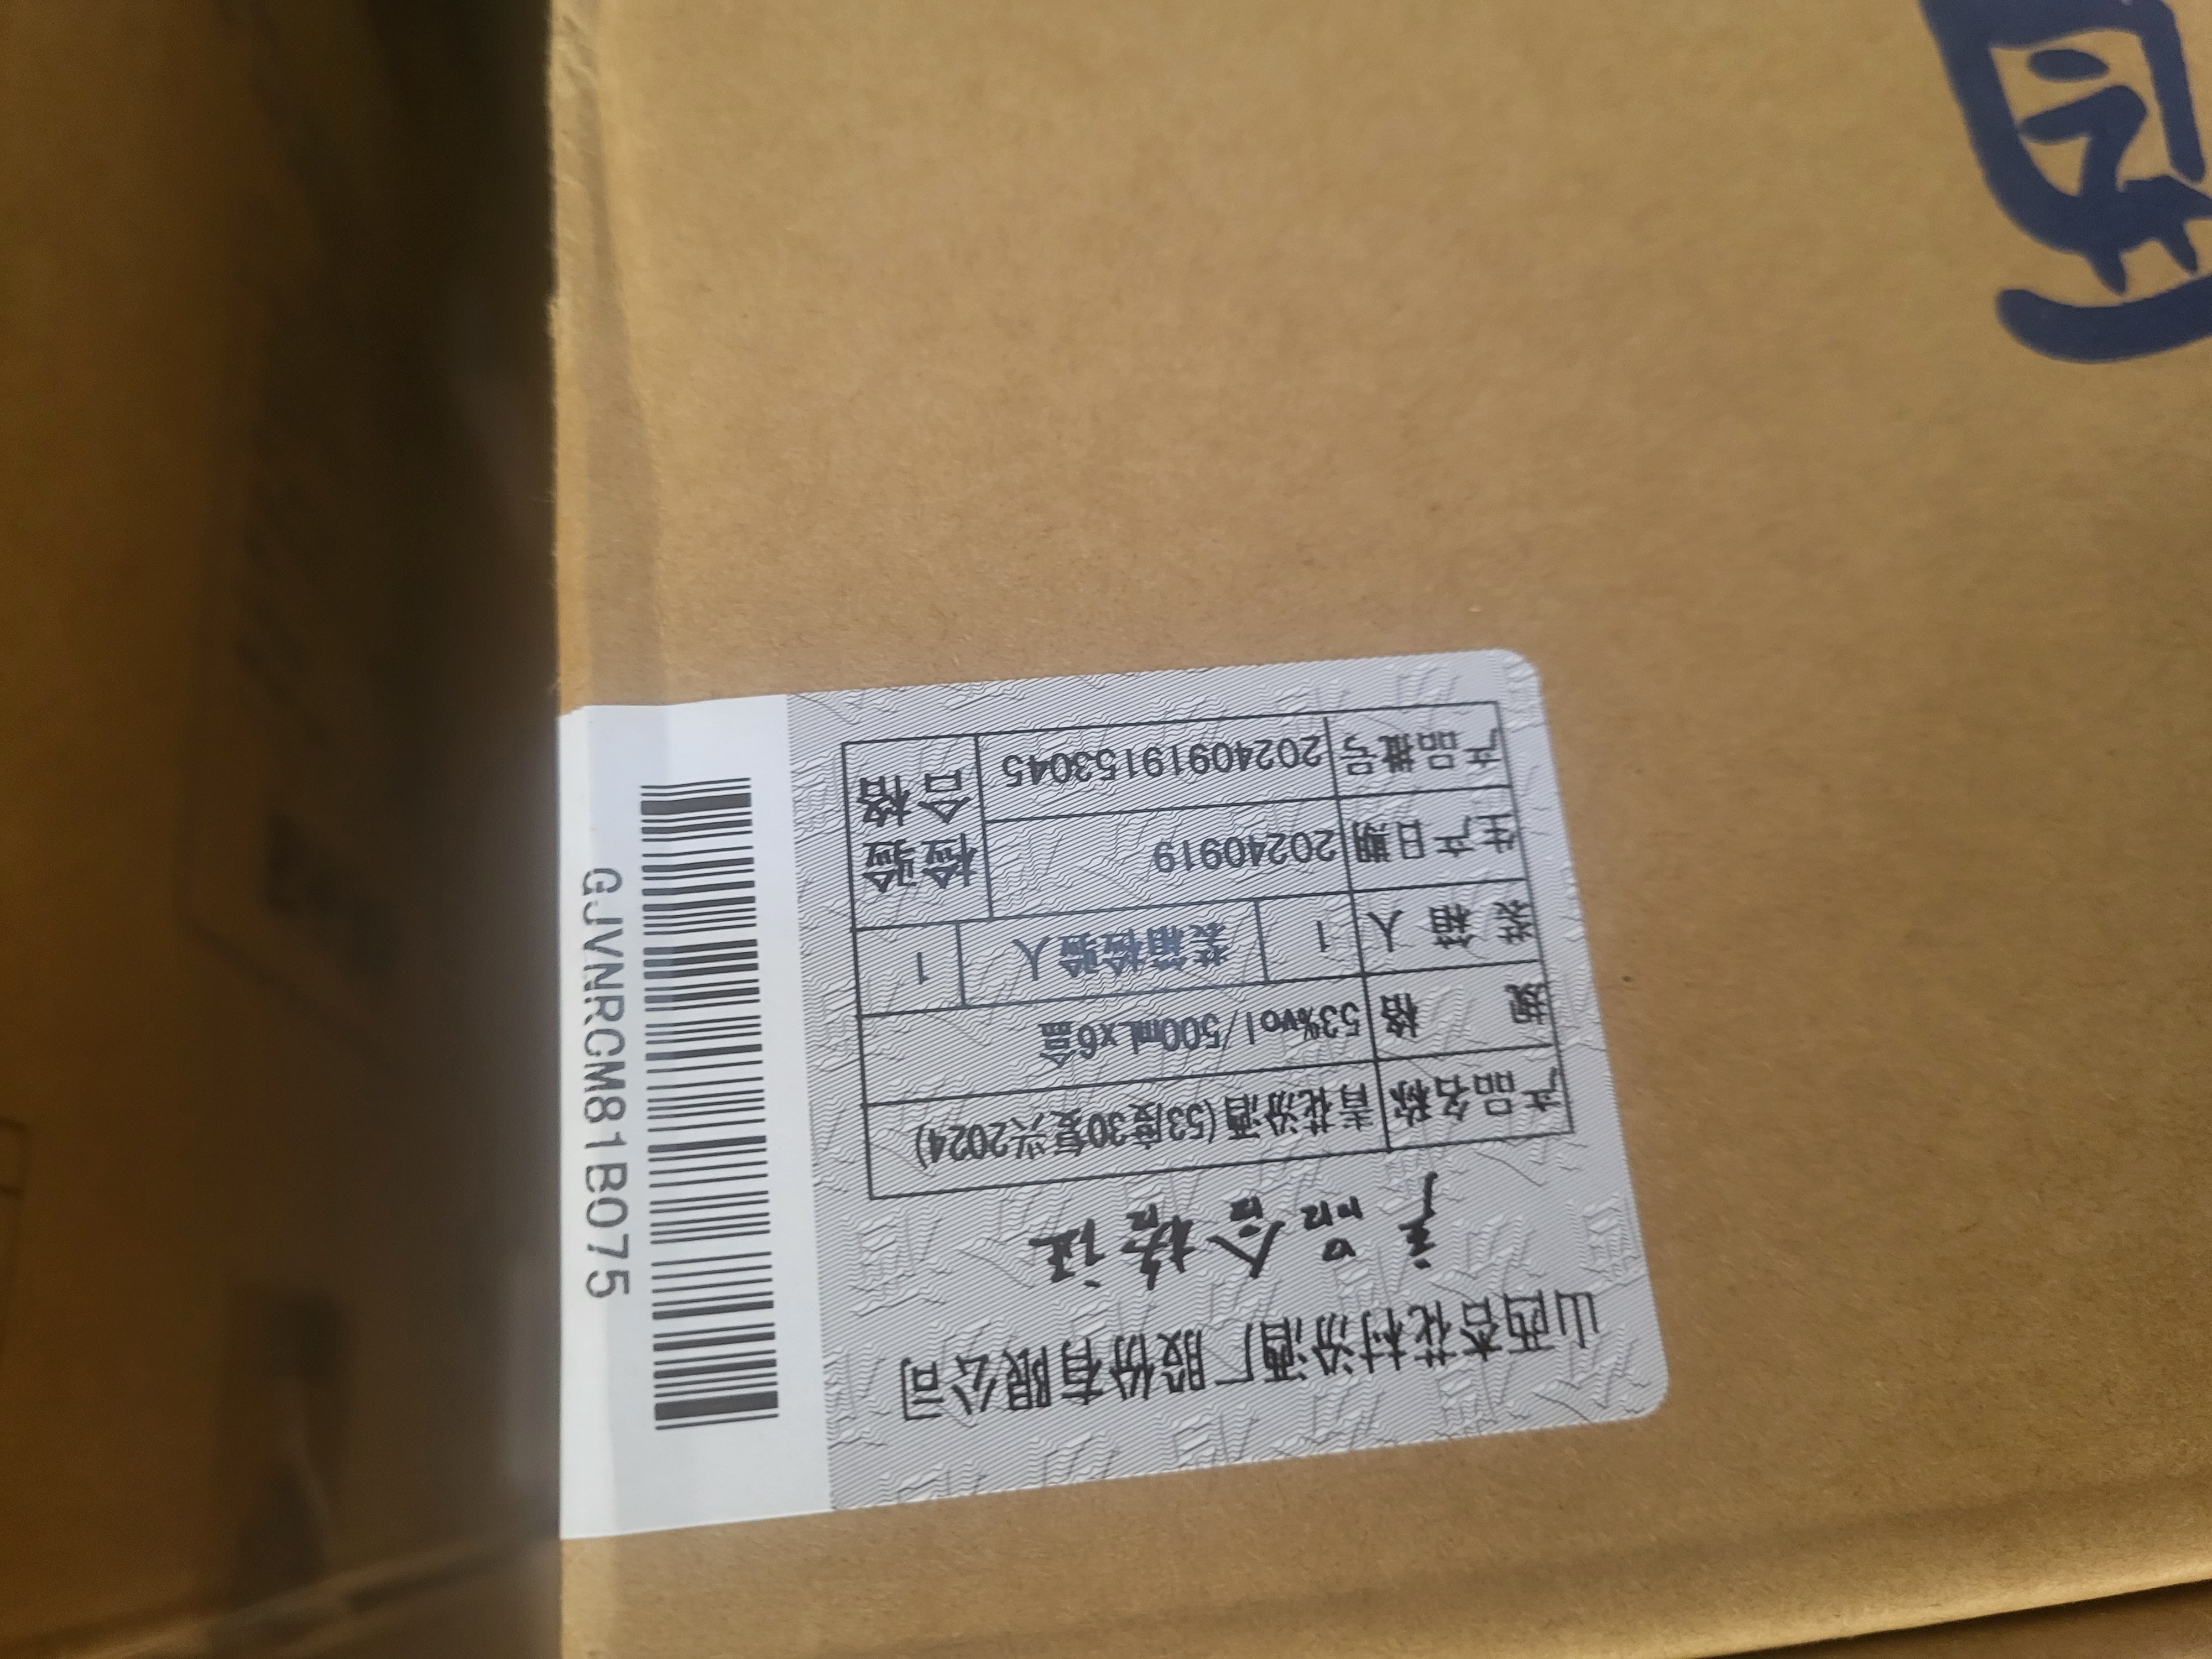 山西杏花村汾酒厂股份有限公司
产品合格证
产品名称 青花汾酒(53度30复兴2024)
规 格 53%vol/500mLx6盒
装箱人 1 装箱检验人 1
生产日期 20240919
检验合格
产品批号 20240919153045
GJVNRCM81B075